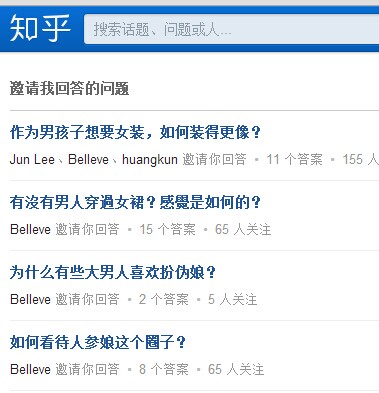 知乎 搜索话题、问题或人...
邀请我回答的问题
作为男孩子想要女装，如何装得更像？
Jun Lee、Belleve、huangkun 邀请你回答 • 11 个答案 • 155 人
有沒有男人穿過女裙？感覺是如何的？
Belleve 邀请你回答 • 15 个答案 • 65 人关注
为什么有些大男人喜欢扮伪娘？
Belleve 邀请你回答 • 2 个答案 • 5 人关注
如何看待人参娘这个圈子？
Belleve 邀请你回答 • 8 个答案 • 65 人关注